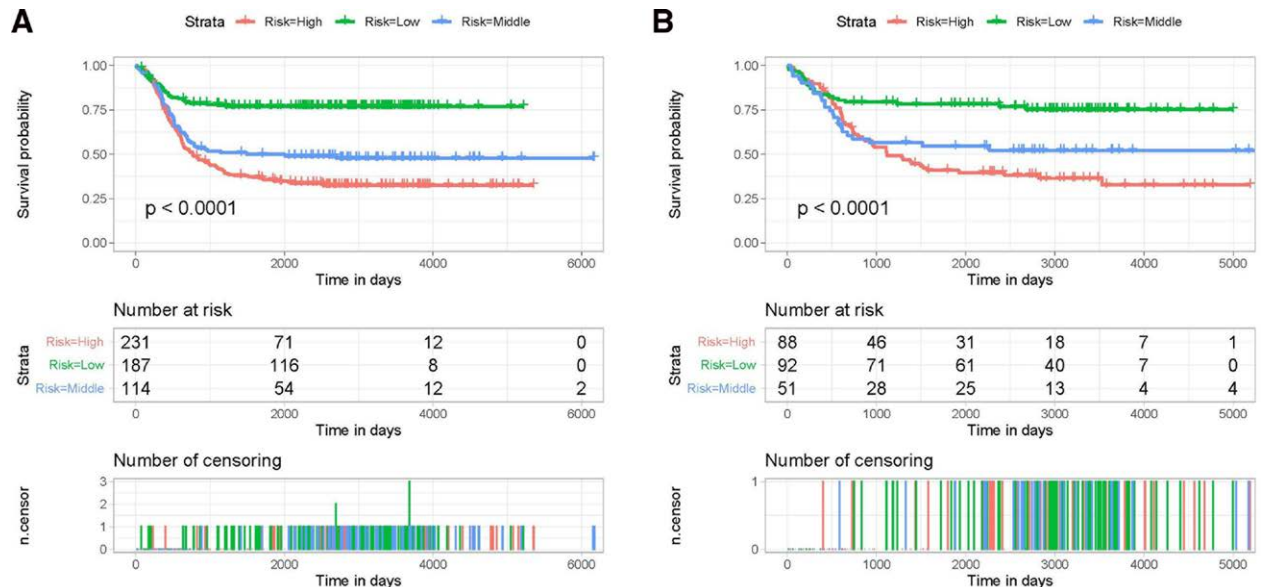 A
Strata Risk=High Risk=Low Risk=Middle
1.00
0.75
0.50
0.25
0.00
Survival probability
p < 0.0001
0 2000 4000 6000
Time in days
Number at risk
Strata
Risk=High 231 71 12 0
Risk=Low 187 116 8 0
Risk=Middle 114 54 12 2
0 2000 4000 6000
Time in days
Number of censoring
n.censor
3
2
1
0
0 2000 4000 6000
Time in days
B
Strata Risk=High Risk=Low Risk=Middle
1.00
0.75
0.50
0.25
0.00
Survival probability
p < 0.0001
0 1000 2000 3000 4000 5000
Time in days
Number at risk
Strata
Risk=High 88 46 31 18 7 1
Risk=Low 92 71 61 40 7 0
Risk=Middle 51 28 25 13 4 4
0 1000 2000 3000 4000 5000
Time in days
Number of censoring
n.censor
1
0
0 1000 2000 3000 4000 5000
Time in days